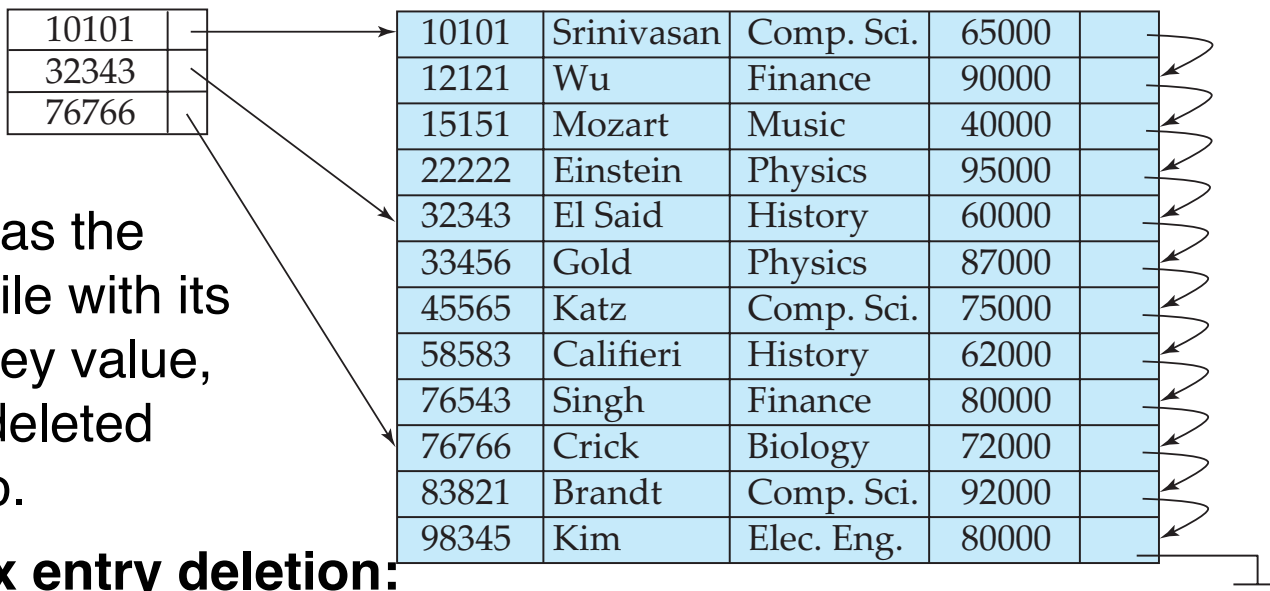 10101
32343
76766
10101 Srinivasan Comp. Sci. 65000
12121 Wu Finance 90000
15151 Mozart Music 40000
22222 Einstein Physics 95000
32343 El Said History 60000
33456 Gold Physics 87000
45565 Katz Comp. Sci. 75000
58583 Califieri History 62000
76543 Singh Finance 80000
76766 Crick Biology 72000
83821 Brandt Comp. Sci. 92000
98345 Kim Elec. Eng. 80000
as the
ile with its
ey value,
deleted
o.
x entry deletion: